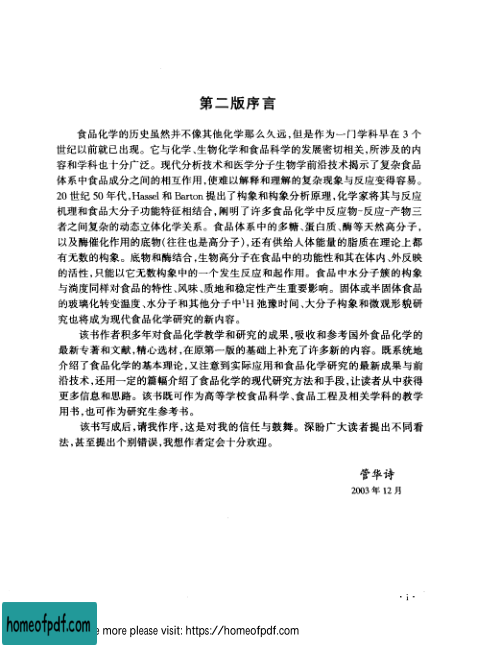 第二版序言
食品化学的历史虽然并不像其他化学那么久远,但是作为一门学科早在 3 个
世纪以前就已出现。它与化学、生物化学和食品科学的发展密切相关,所涉及的内
容和学科也十分广泛。现代分析技术和医学分子生物学前沿技术揭示了复杂食品
体系中食品成分之间的相互作用,使难以解释和理解的复杂现象与反应变得容易。
20 世纪 50 年代,Hassel 和 Barton 提出了构象和构象分析原理,化学家将其与反应
机理和食品大分子功能特征相结合,阐明了许多食品化学中反应物-反应-产物三
者之间复杂的动态立体化学关系。食品体系中的多糖、蛋白质、酶等天然高分子,
以及酶催化作用的底物(往往也是高分子),还有供给人体能量的脂质在理论上都
有无数的构象。底物和酶结合,生物高分子在食品中的功能性和其在体内、外反映
的活性,只能以它无数构象中的一个发生反应和起作用。食品中水分子簇的构象
与淌度同样对食品的特性、风味、质地和稳定性产生重要影响。固体或半固体食品
的玻璃化转变温度、水分子和其他分子中¹H 弛豫时间、大分子构象和微观形貌研
究也将成为现代食品化学研究的新内容。
该书作者积多年对食品化学教学和研究的成果,吸收和参考国外食品化学的
最新专著和文献,精心选材,在原第一版的基础上补充了许多新的内容。既系统地
介绍了食品化学的基本理论,又注意到实际应用和食品化学研究的最新成果与前
沿技术,还用一定的篇幅介绍了食品化学的现代研究方法和手段,让读者从中获得
更多信息和思路。该书既可作为高等学校食品科学、食品工程及相关学科的教学
用书,也可作为研究生参考书。
该书写成后,请我作序,这是对我的信任与鼓舞。深盼广大读者提出不同看
法,甚至提出个别错误,我想作者定会十分欢迎。
管华诗
2003 年 12 月
· i ·
homeofpdf.com
e more please visit: https://homeofpdf.com